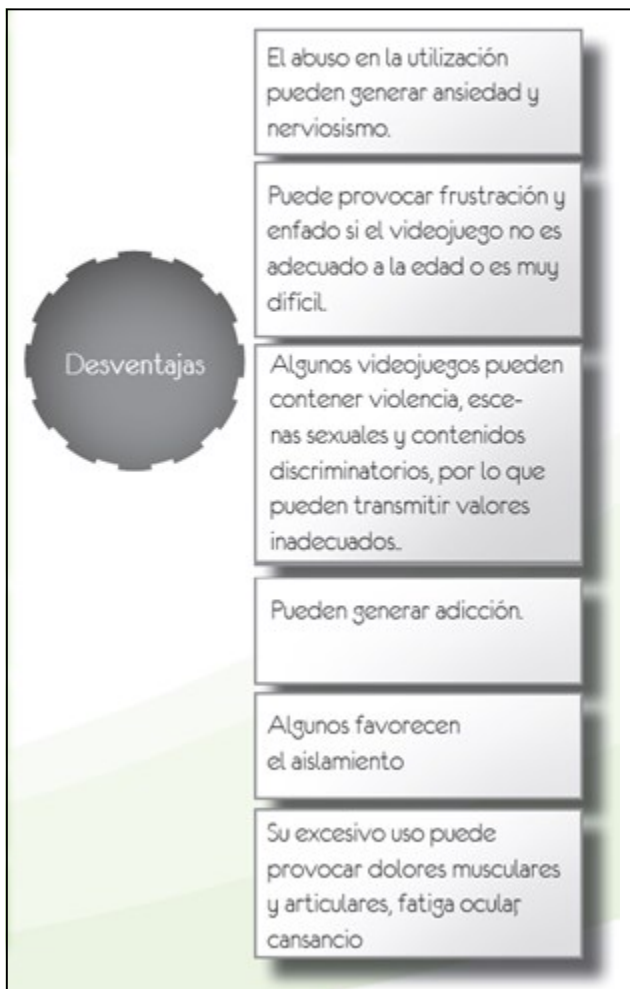 El abuso en la utilización
pueden generar ansiedad y
nerviosismo.
Puede provocar frustración y
enfado si el videojuego no es
adecuado a la edad o es muy
difícil.
Desventajas
Algunos videojuegos pueden
contener violencia, esce-
nas sexuales y contenidos
discriminatorios, por lo que
pueden transmitir valores
inadecuados..
Pueden generar adicción.
Algunos favorecen
el aislamiento
Su excesivo uso puede
provocar dolores musculares
y articulares, fatiga ocular,
cansancio